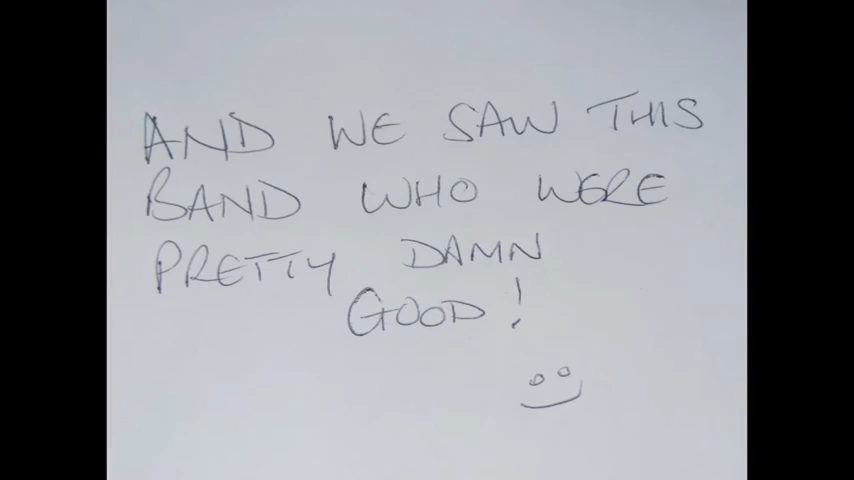 AND WE SAW THIS
BAND WHO WERE
PRETTY DAMN
GOOD!